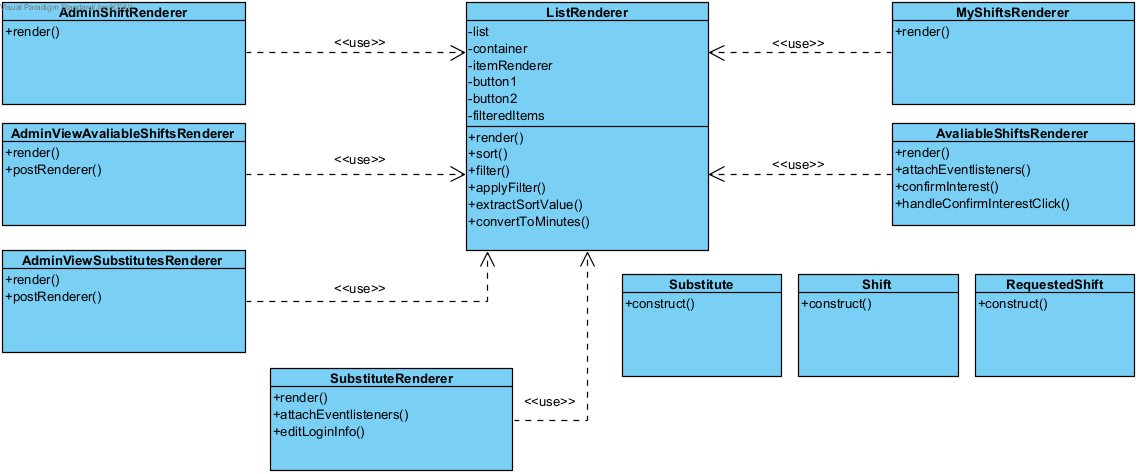 Visual Paradigm Standard
AdminShiftRenderer
+render()
<<use>>
ListRenderer
-list
-container
-itemRenderer
-button1
-button2
-filteredItems
+render()
+sort()
+filter()
+applyFilter()
+extractSortValue()
+convertToMinutes()
<<use>>
MyShiftsRenderer
+render()
AdminViewAvaliableShiftsRenderer
+render()
+postRenderer()
<<use>>
<<use>>
AvaliableShiftsRenderer
+render()
+attachEventlisteners()
+confirmInterest()
+handleConfirmInterestClick()
AdminViewSubstitutesRenderer
+render()
+postRenderer()
<<use>>
Substitute
+construct()
Shift
+construct()
RequestedShift
+construct()
SubstituteRenderer
+render()
+attachEventlisteners()
+editLoginInfo()
<<use>>